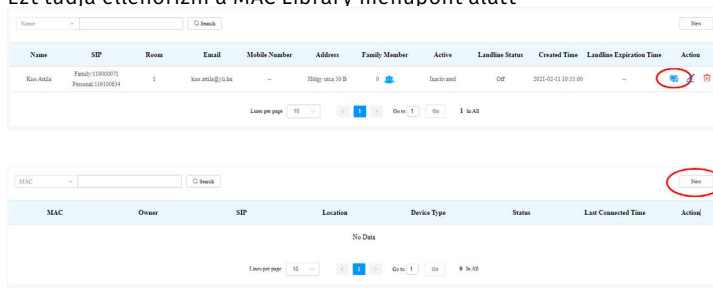 Ezt tudja ellenőrizni a MAC Library menüpont alatt
Name Search New
Name SIP Room Email Mobile Number Address Family Member Active Landline Status Created Time Landline Expiration Time Action
Kiss Attila Family:119000071 1 kiss.attila@yli.hu -- Hölgy utca 50 B 0 Inactivated Off 2021-02-11 10:55:00 --
Personal:119100634
Lines per page 10 < 1 > Go to 1 Go 1 In All
MAC Search New
MAC Owner SIP Location Device Type Status Last Connected Time Action
No Data
Lines per page 10 < 1 > Go to 1 Go 0 In All